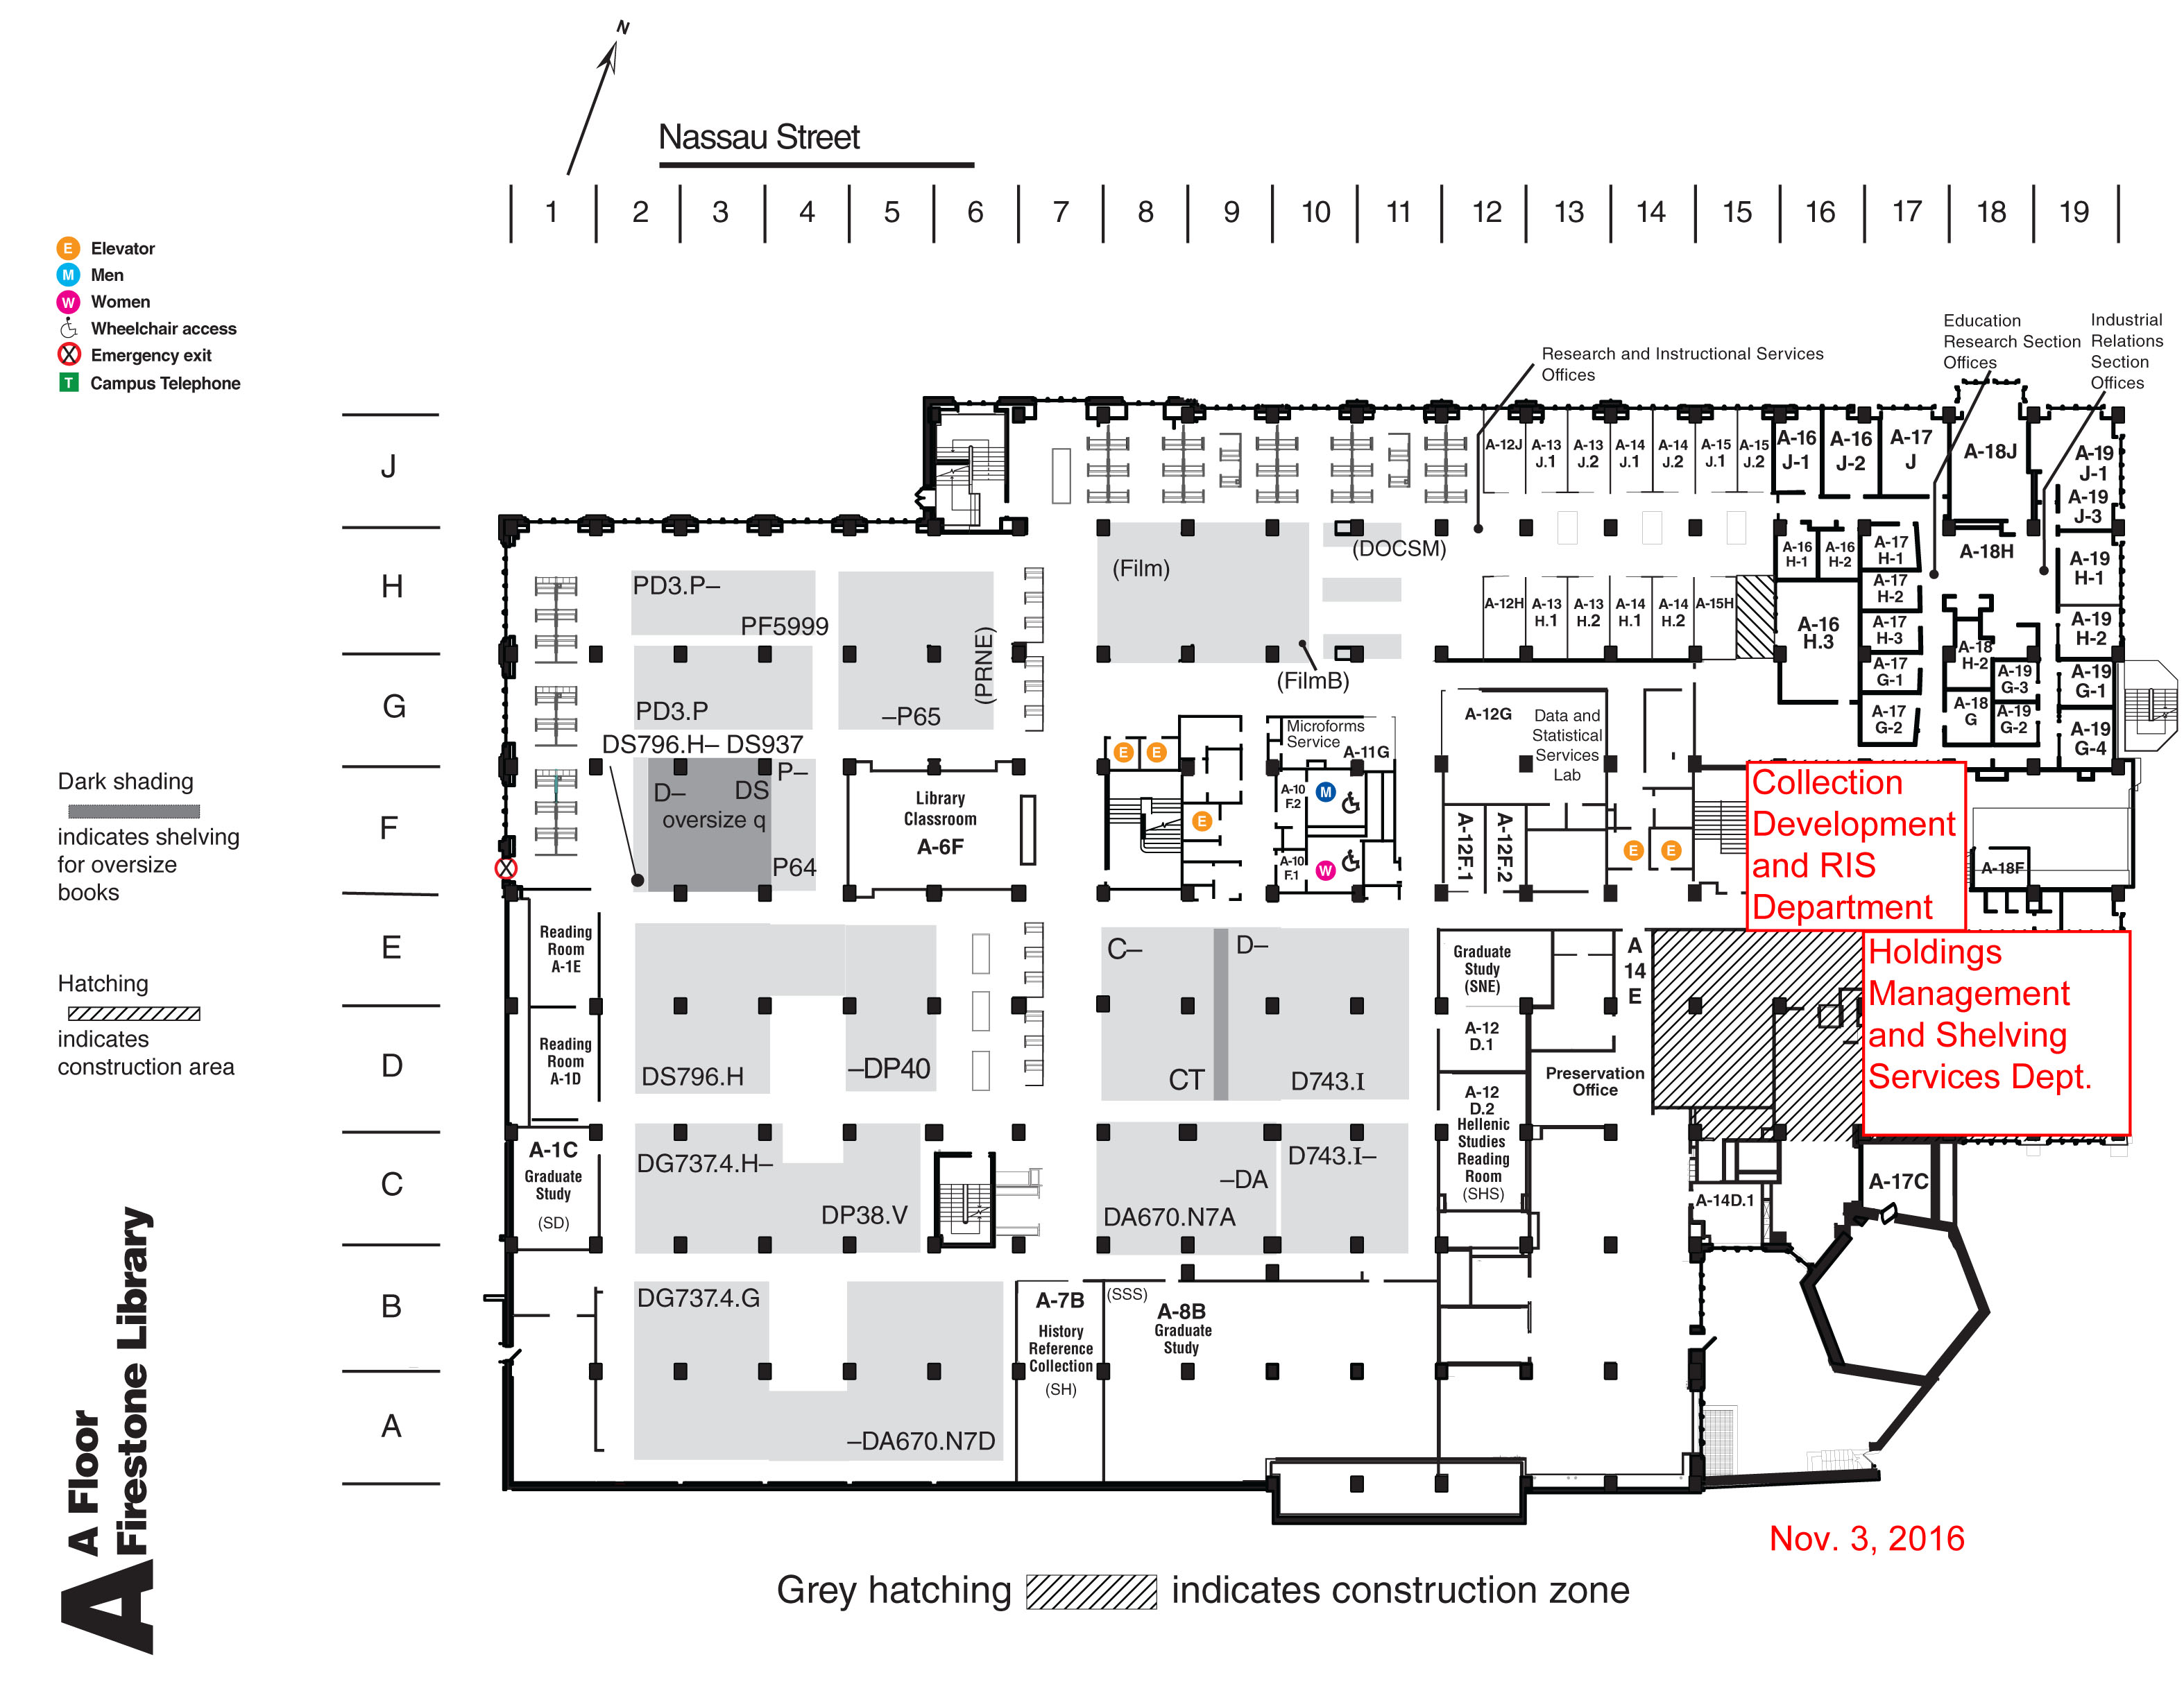 N
Nassau Street
1 2 3 4 5 6 7 8 9 10 11 12 13 14 15 16 17 18 19
E Elevator
M Men
W Women
Wheelchair access
X Emergency exit
T Campus Telephone
Education
Research Section
Offices
Industrial
Relations
Section
Offices
Research and Instructional Services
Offices
J
H
G
F
E
D
C
B
A
A-12J
A-13
J.1
A-13
J.2
A-14
J.1
A-14
J.2
A-15
J.1
A-15
J.2
A-16
J-1
A-16
J-2
A-17
J
A-18J
A-19
J-1
A-19
J-3
(Film)
(DOCSM)
(FilmB)
A-12H
A-13
H.1
A-13
H.2
A-14
H.1
A-14
H.2
A-15H
A-16
H-1
A-16
H-2
A-16
H.3
A-17
H-1
A-17
H-2
A-17
H-3
A-17
G-1
A-17
G-2
A-18H
A-18
H-2
A-18
G
A-19
H-1
A-19
H-2
A-19
G-3
A-19
G-2
A-19
G-1
A-19
G-4
PD3.P–
PF5999
(PRNE)
PD3.P
–P65
DS796.H– DS937
D–
DS
oversize q
P–
P64
Library
Classroom
A-6F
E
E
E
Microforms
Service
A-11G
A-10
F.2
M
A-10
F.1
W
A-12G
Data and
Statistical
Services
Lab
A-12F.1
A-12F.2
E
E
Collection
Development
and RIS
Department
A-18F
Dark shading
indicates shelving
for oversize
books
Hatching
indicates
construction area
Reading
Room
A-1E
Reading
Room
A-1D
DS796.H
–DP40
C–
D–
CT
D743.I
Graduate
Study
(SNE)
A
14
E
A-12
D.1
Preservation
Office
A-12
D.2
Hellenic
Studies
Reading
Room
(SHS)
Holdings
Management
and Shelving
Services Dept.
A-1C
Graduate
Study
(SD)
DG737.4.H–
DP38.V
–DA
DA670.N7A
D743.I–
A-14D.1
A-17C
DG737.4.G
–DA670.N7D
A-7B
History
Reference
Collection
(SH)
(SSS)
A-8B
Graduate
Study
A
A Floor
Firestone Library
Nov. 3, 2016
Grey hatching indicates construction zone